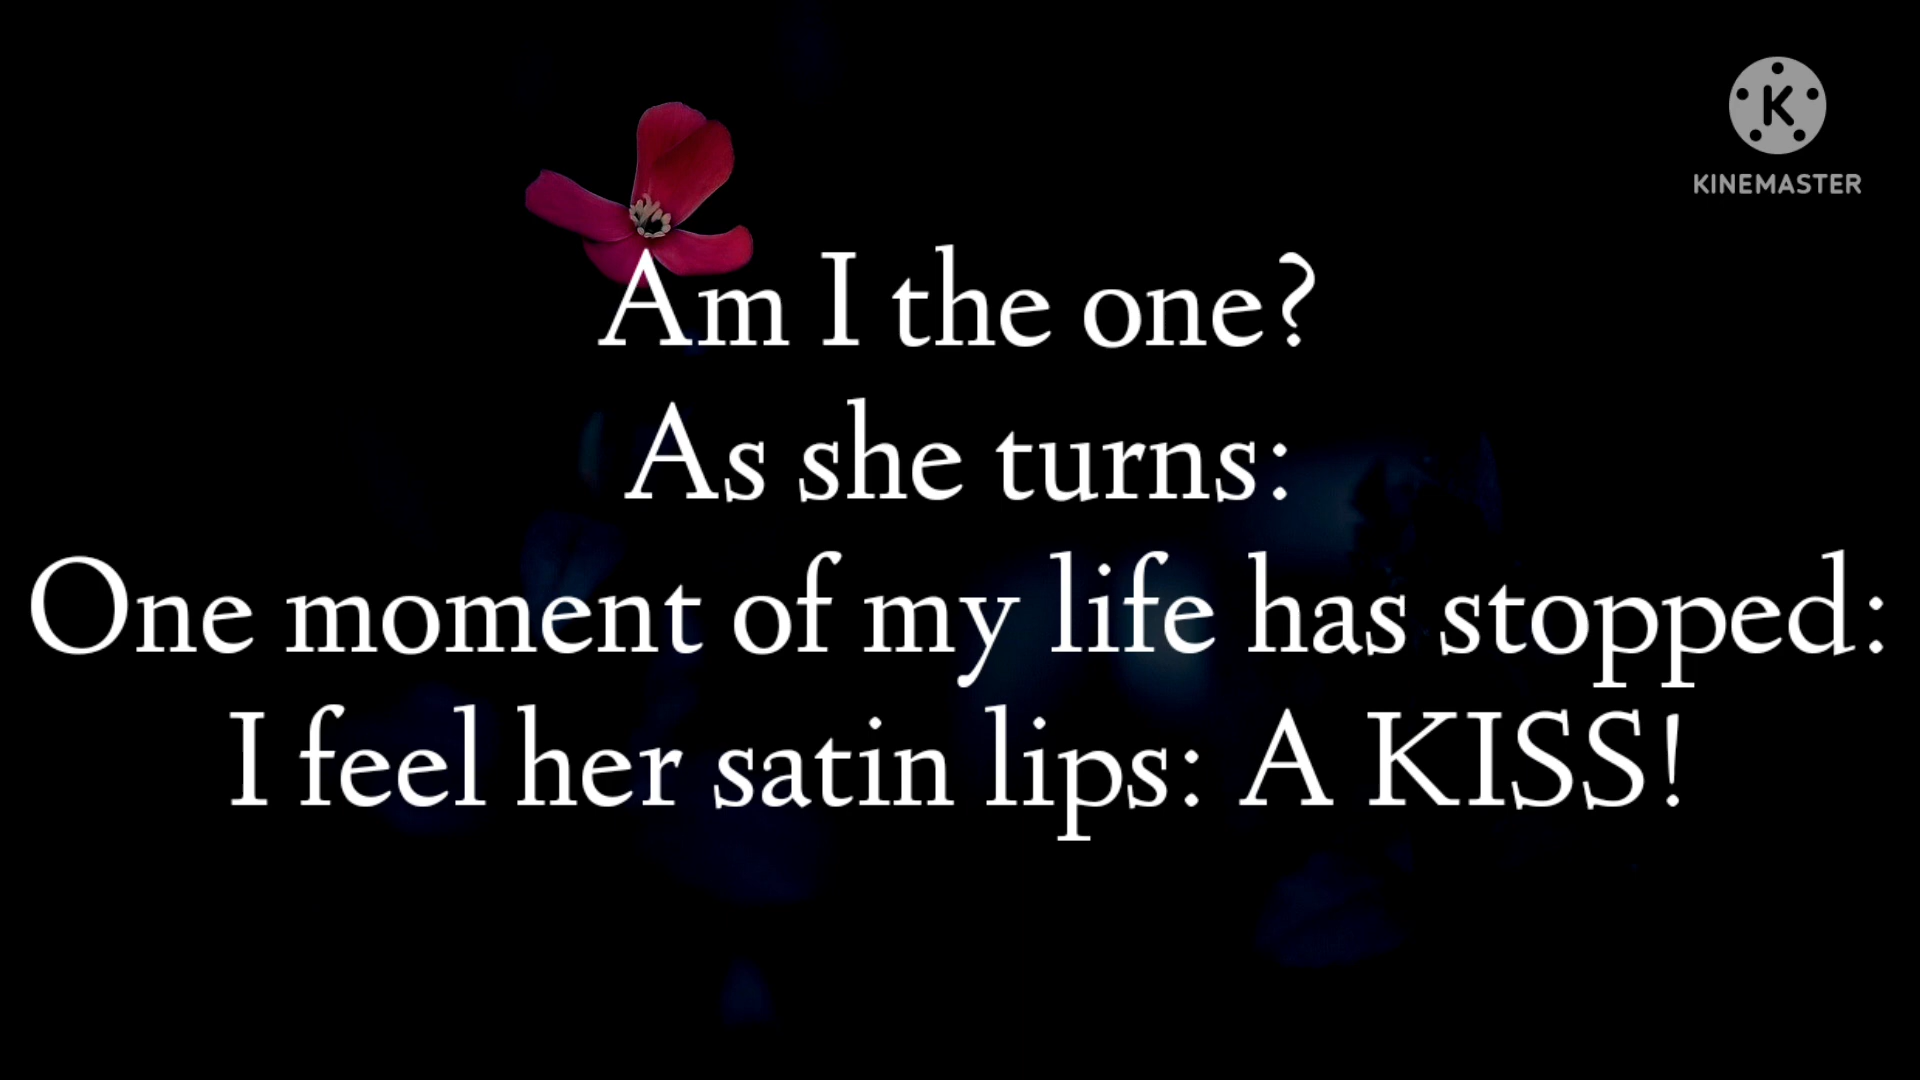 K
KINEMASTER
Am I the one?
As she turns:
One moment of my life has stopped:
I feel her satin lips: A KISS!